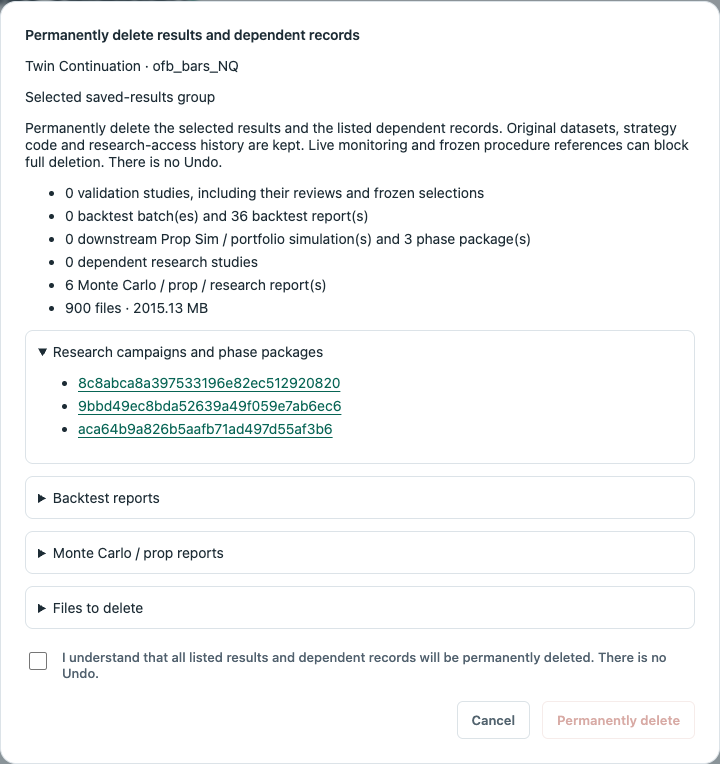 Permanently delete results and dependent records
Twin Continuation · ofb_bars_NQ
Selected saved-results group
Permanently delete the selected results and the listed dependent records. Original datasets, strategy
code and research-access history are kept. Live monitoring and frozen procedure references can block
full deletion. There is no Undo.
• 0 validation studies, including their reviews and frozen selections
• 0 backtest batch(es) and 36 backtest report(s)
• 0 downstream Prop Sim / portfolio simulation(s) and 3 phase package(s)
• 0 dependent research studies
• 6 Monte Carlo / prop / research report(s)
• 900 files · 2015.13 MB
▼ Research campaigns and phase packages
• 8c8abca8a397533196e82ec512920820
• 9bbd49ec8bda52639a49f059e7ab6ec6
• aca64b9a826b5aafb71ad497d55af3b6
▶ Backtest reports
▶ Monte Carlo / prop reports
▶ Files to delete
I understand that all listed results and dependent records will be permanently deleted. There is no
Undo.
Cancel
Permanently delete